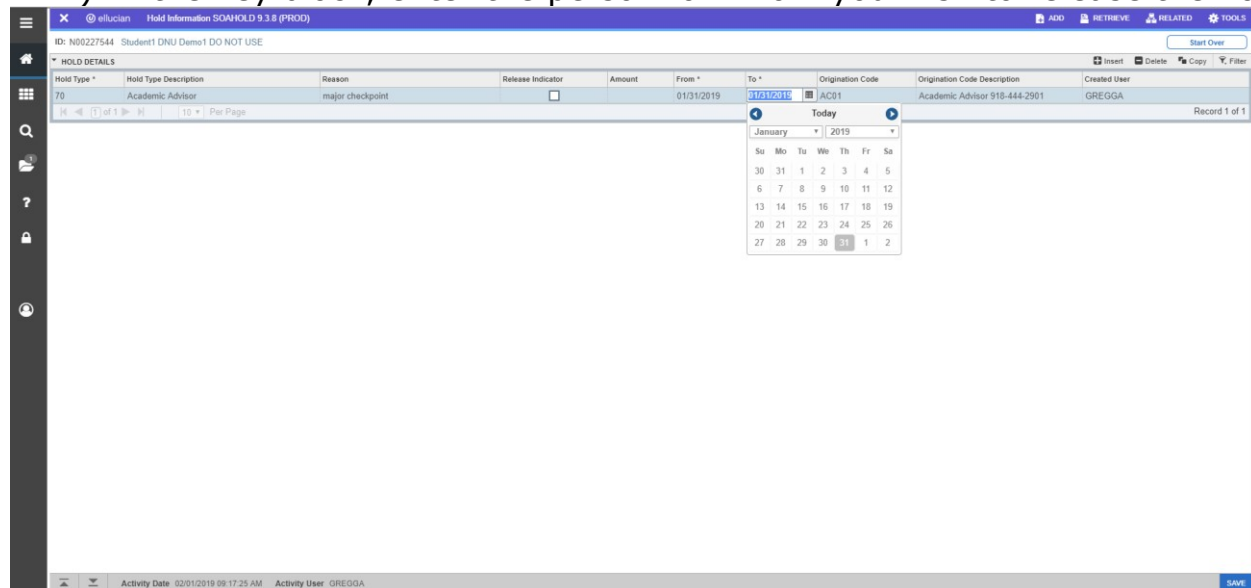 ellucian Hold Information SOAHOLD 9.3.8 (PROD) ADD RETRIEVE RELATED TOOLS
ID: N00227544 Student1 DNU Demo1 DO NOT USE Start Over
HOLD DETAILS Insert Delete Copy Filter
Hold Type * Hold Type Description Reason Release Indicator Amount From * To * Origination Code Origination Code Description Created User
70 Academic Advisor major checkpoint 01/31/2019 01/31/2019 AC01 Academic Advisor 918-444-2901 GREGGA
1 of 1 10 Per Page Record 1 of 1
Today
January 2019
Su Mo Tu We Th Fr Sa
30 31 1 2 3 4 5
6 7 8 9 10 11 12
13 14 15 16 17 18 19
20 21 22 23 24 25 26
27 28 29 30 31 1 2
1
?
Activity Date 02/01/2019 09:17:25 AM Activity User GREGGA SAVE